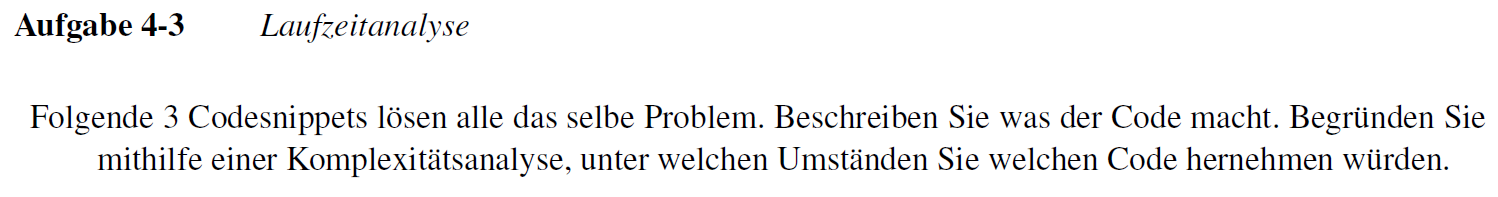 Aufgabe 4-3 Laufzeitanalyse
Folgende 3 Codesnippets lösen alle das selbe Problem. Beschreiben Sie was der Code macht. Begründen Sie
mithilfe einer Komplexitätsanalyse, unter welchen Umständen Sie welchen Code hernehmen würden.